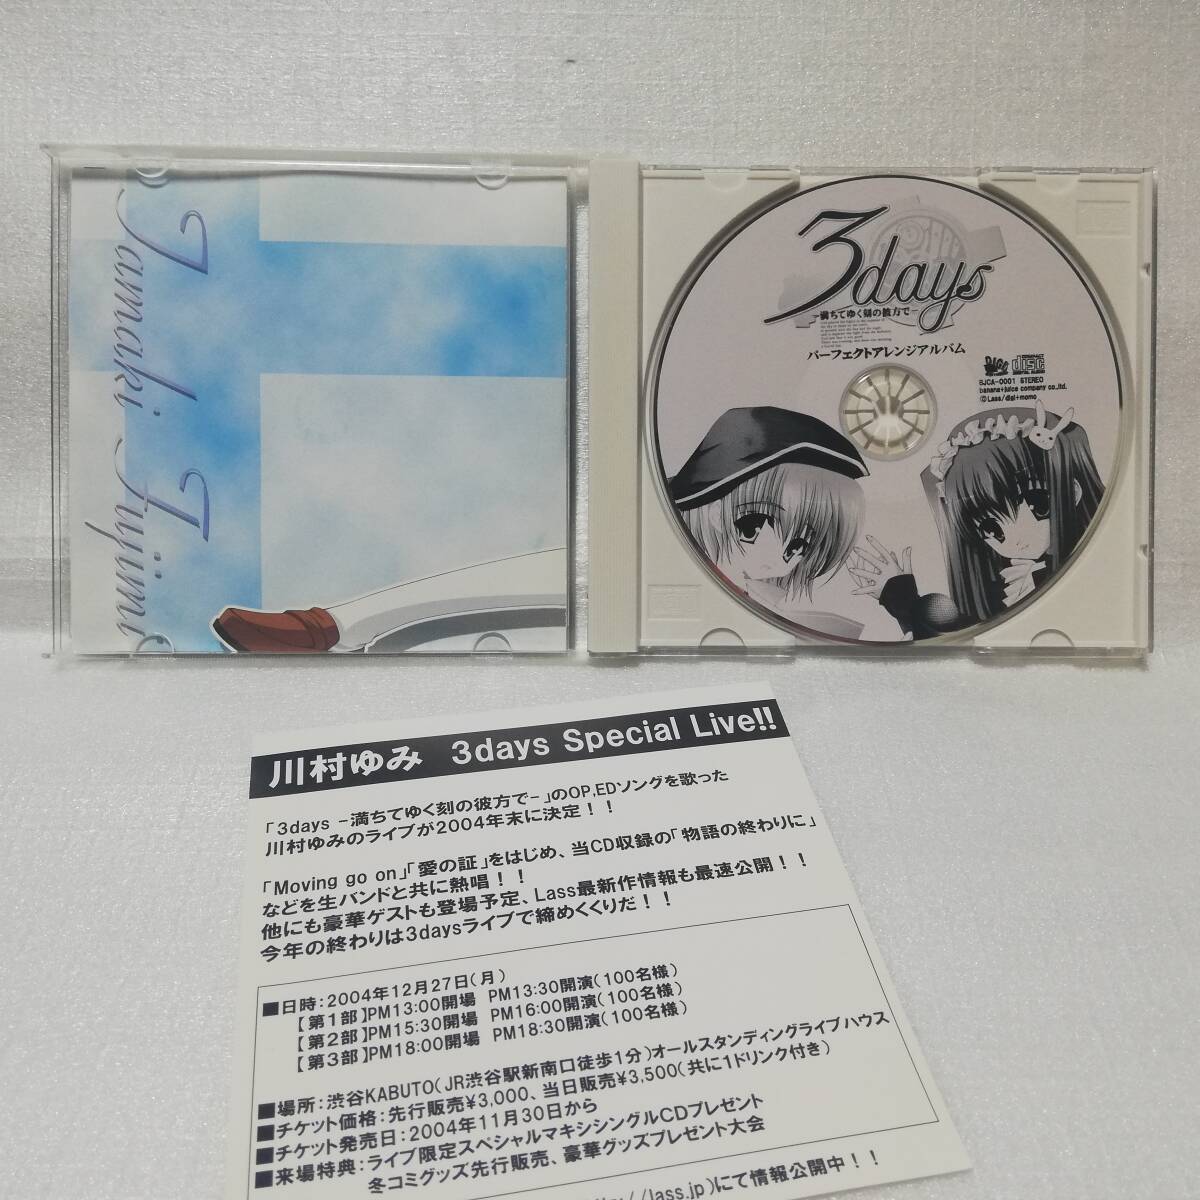 Tamaki Fujimi
3days
-満ちてゆく刻の彼方で-
パーフェクトアレンジアルバム
COMPACT
disc
DIGITAL AUDIO
BJCA-0001 STEREO
banana+juice company co.,ltd.
©Lass/digi+momo
川村ゆみ 3days Special Live!!
「3days -満ちてゆく刻の彼方で-」のOP,EDソングを歌った
川村ゆみのライブが2004年末に決定!!
「Moving go on」「愛の証」をはじめ、当CD収録の「物語の終わりに」
などを生バンドと共に熱唱!!
他にも豪華ゲストも登場予定、Lass最新作情報も最速公開!!
今年の終わりは3daysライブで締めくくりだ!!
■日時:2004年12月27日(月)
【第1部】PM13:00開場 PM13:30開演(100名様)
【第2部】PM15:30開場 PM16:00開演(100名様)
【第3部】PM18:00開場 PM18:30開演(100名様)
■場所:渋谷KABUTO(JR渋谷駅新南口徒歩1分)オールスタンディングライブハウス
■チケット価格:先行販売¥3,000、当日販売¥3,500(共に1ドリンク付き)
■チケット発売日:2004年11月30日から
■来場特典:ライブ限定スペシャルマキシシングルCDプレゼント
冬コミグッズ先行販売、豪華グッズプレゼント大会
//lass.jp)にて情報公開中!!